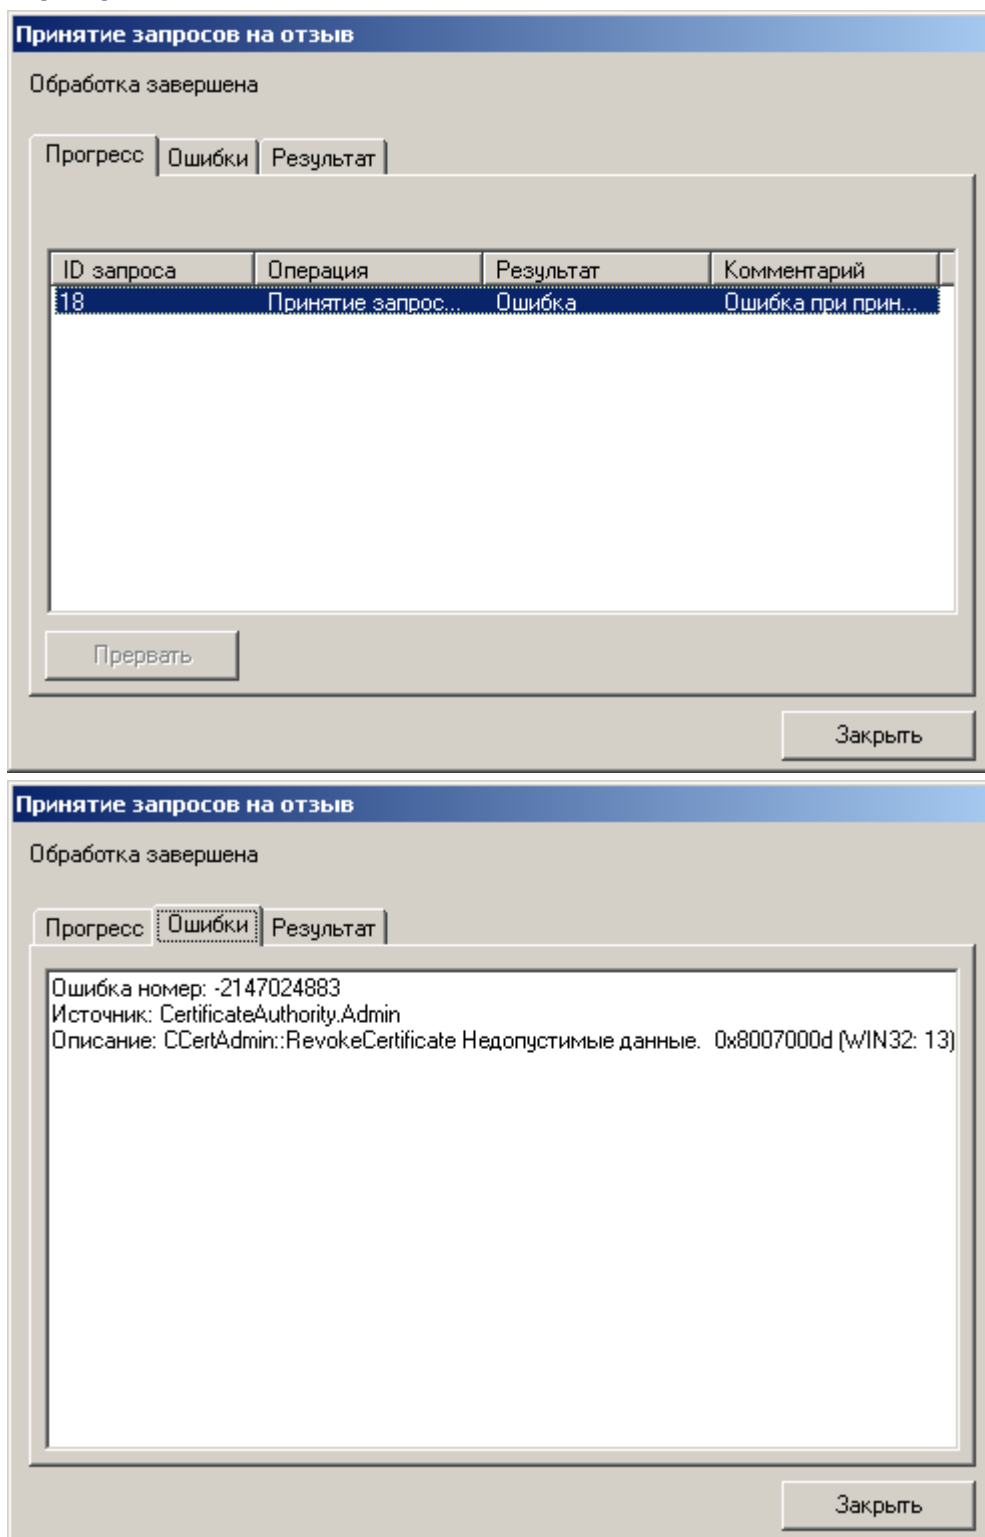 Принятие запросов на отзыв
Обработка завершена
Прогресс Ошибки Результат
ID запроса Операция Результат Комментарий
18 Принятие запрос... Ошибка Ошибка при прин...
Прервать
Закрыть
Принятие запросов на отзыв
Обработка завершена
Прогресс Ошибки Результат
Ошибка номер: -2147024883
Источник: CertificateAuthority.Admin
Описание: CCertAdmin::RevokeCertificate Недопустимые данные. 0x8007000d (WIN32: 13)
Закрыть